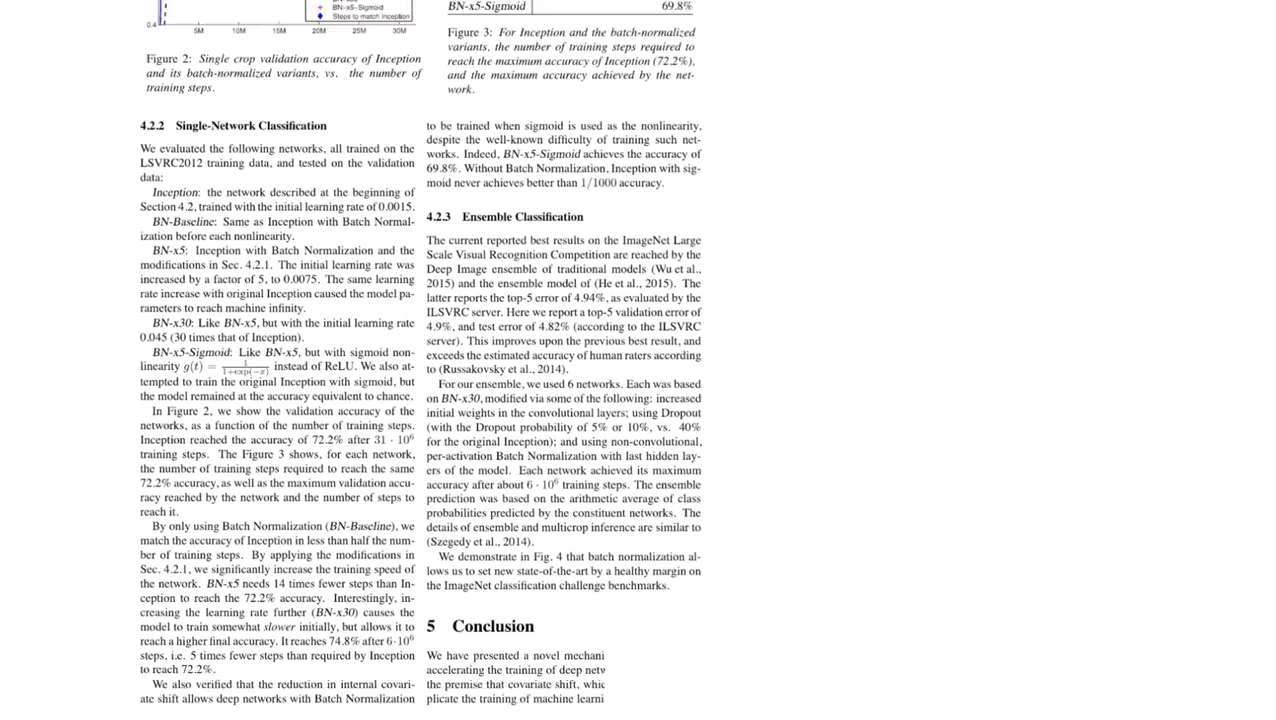 BN-x5-Sigmoid
Steps to match Inception
0.4
5M 10M 15M 20M 25M 30M
Figure 2: Single crop validation accuracy of Inception
and its batch-normalized variants, vs. the number of
training steps.
BN-x5-Sigmoid 69.8%
Figure 3: For Inception and the batch-normalized
variants, the number of training steps required to
reach the maximum accuracy of Inception (72.2%),
and the maximum accuracy achieved by the net-
work.
4.2.2 Single-Network Classification
We evaluated the following networks, all trained on the
LSVRC2012 training data, and tested on the validation
data:
Inception: the network described at the beginning of
Section 4.2, trained with the initial learning rate of 0.0015.
BN-Baseline: Same as Inception with Batch Normal-
ization before each nonlinearity.
BN-x5: Inception with Batch Normalization and the
modifications in Sec. 4.2.1. The initial learning rate was
increased by a factor of 5, to 0.0075. The same learning
rate increase with original Inception caused the model pa-
rameters to reach machine infinity.
BN-x30: Like BN-x5, but with the initial learning rate
0.045 (30 times that of Inception).
BN-x5-Sigmoid: Like BN-x5, but with sigmoid non-
linearity g(t) = 1/(1+exp(−x)) instead of ReLU. We also at-
tempted to train the original Inception with sigmoid, but
the model remained at the accuracy equivalent to chance.
In Figure 2, we show the validation accuracy of the
networks, as a function of the number of training steps.
Inception reached the accuracy of 72.2% after 31 · 10⁶
training steps. The Figure 3 shows, for each network,
the number of training steps required to reach the same
72.2% accuracy, as well as the maximum validation accu-
racy reached by the network and the number of steps to
reach it.
By only using Batch Normalization (BN-Baseline), we
match the accuracy of Inception in less than half the num-
ber of training steps. By applying the modifications in
Sec. 4.2.1, we significantly increase the training speed of
the network. BN-x5 needs 14 times fewer steps than In-
ception to reach the 72.2% accuracy. Interestingly, in-
creasing the learning rate further (BN-x30) causes the
model to train somewhat slower initially, but allows it to
reach a higher final accuracy. It reaches 74.8% after 6·10⁶
steps, i.e. 5 times fewer steps than required by Inception
to reach 72.2%.
We also verified that the reduction in internal covari-
ate shift allows deep networks with Batch Normalization
to be trained when sigmoid is used as the nonlinearity,
despite the well-known difficulty of training such net-
works. Indeed, BN-x5-Sigmoid achieves the accuracy of
69.8%. Without Batch Normalization, Inception with sig-
moid never achieves better than 1/1000 accuracy.
4.2.3 Ensemble Classification
The current reported best results on the ImageNet Large
Scale Visual Recognition Competition are reached by the
Deep Image ensemble of traditional models (Wu et al.,
2015) and the ensemble model of (He et al., 2015). The
latter reports the top-5 error of 4.94%, as evaluated by the
ILSVRC server. Here we report a top-5 validation error of
4.9%, and test error of 4.82% (according to the ILSVRC
server). This improves upon the previous best result, and
exceeds the estimated accuracy of human raters according
to (Russakovsky et al., 2014).
For our ensemble, we used 6 networks. Each was based
on BN-x30, modified via some of the following: increased
initial weights in the convolutional layers; using Dropout
(with the Dropout probability of 5% or 10%, vs. 40%
for the original Inception); and using non-convolutional,
per-activation Batch Normalization with last hidden lay-
ers of the model. Each network achieved its maximum
accuracy after about 6 · 10⁶ training steps. The ensemble
prediction was based on the arithmetic average of class
probabilities predicted by the constituent networks. The
details of ensemble and multicrop inference are similar to
(Szegedy et al., 2014).
We demonstrate in Fig. 4 that batch normalization al-
lows us to set new state-of-the-art by a healthy margin on
the ImageNet classification challenge benchmarks.
5 Conclusion
We have presented a novel mechani
accelerating the training of deep netw
the premise that covariate shift, whic
plicate the training of machine learni